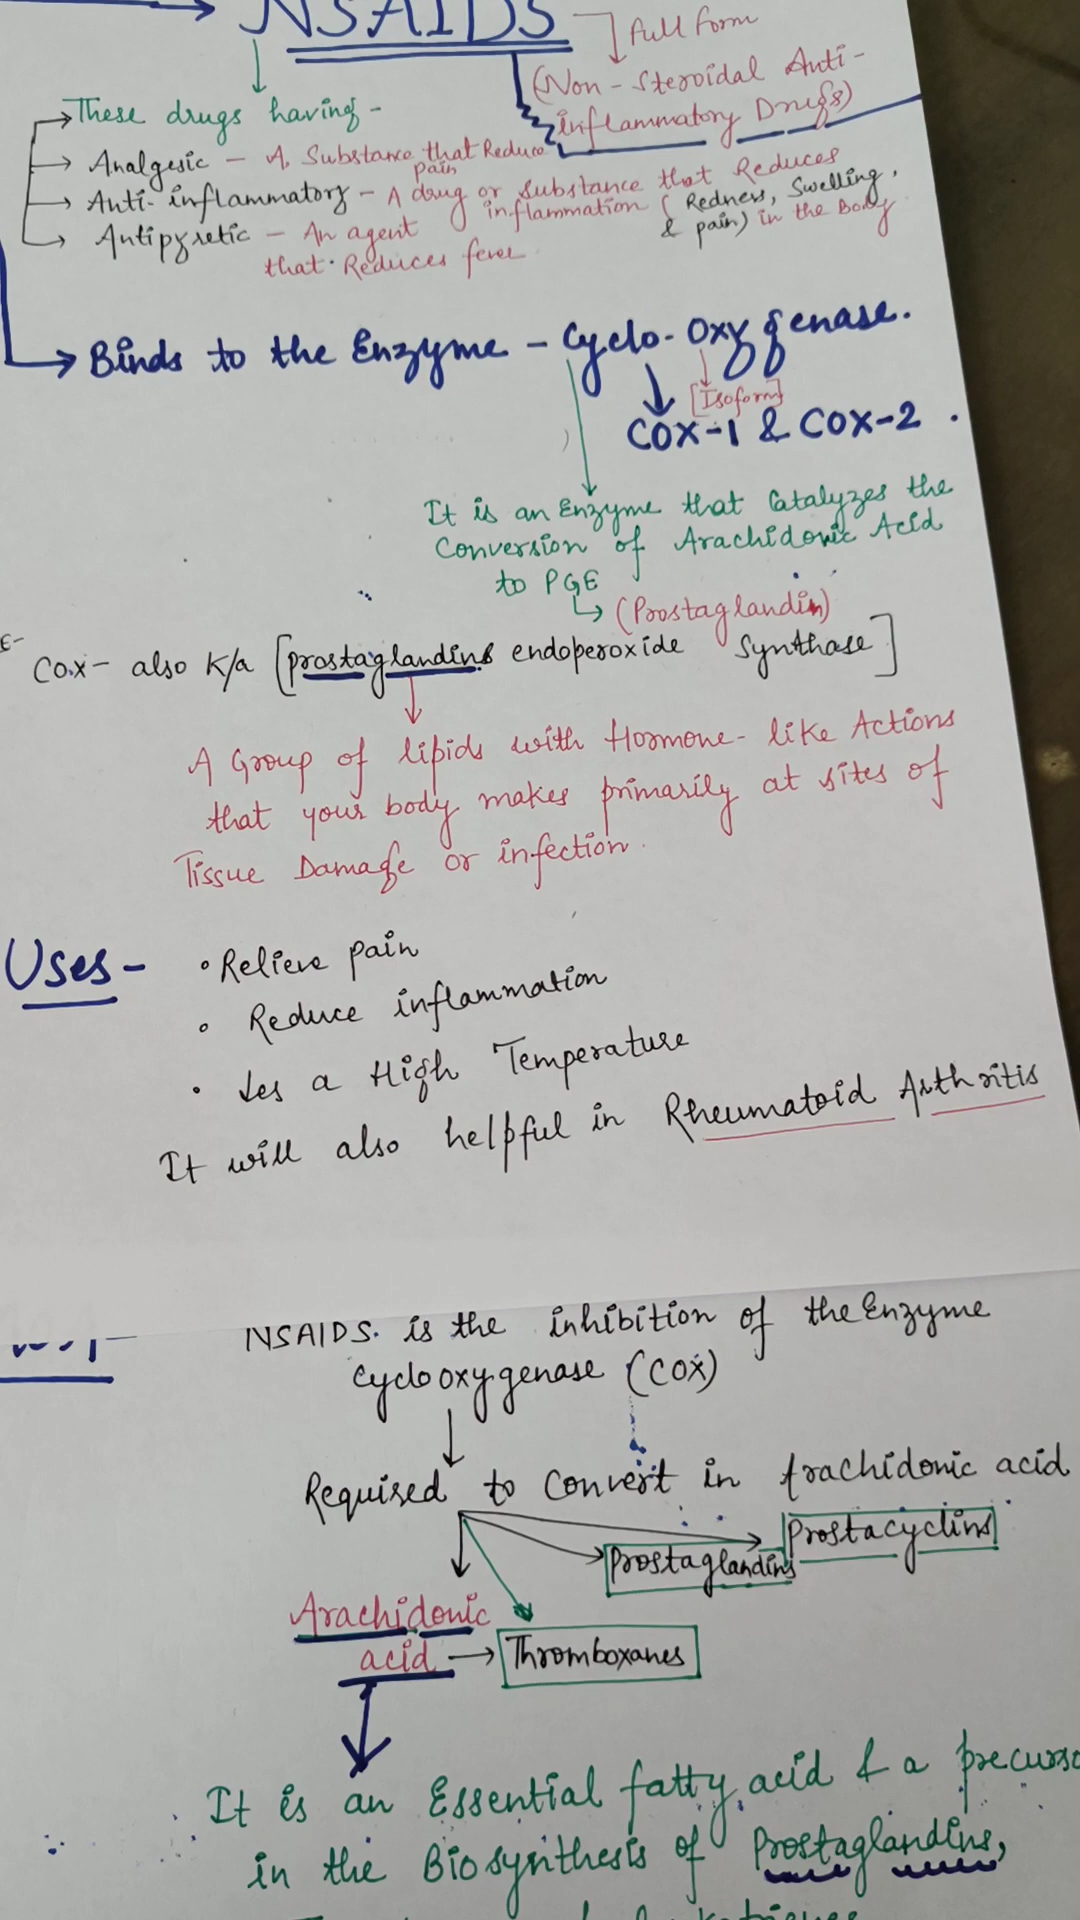 NSAIDS
full form
(Non-Steroidal Anti-
inflammatory Drugs)
These drugs having-
Analgesic - A Substance that Reduce
pain
Anti-inflammatory - A drug or substance that Reduces
inflammation ( Redness, Swelling,
& pain) in the Body
Antipyretic - An agent
that Reduces fever
Binds to the Enzyme - Cyclo-Oxygenase.
[Isoform]
COX-1 & COX-2 .
It is an Enzyme that Catalyzes the
Conversion of Arachidonic Acid
to PGE
(Prostaglandin)
Cox- also K/a [prostaglandins endoperoxide Synthase]
A Group of lipids with Hormone-like Actions
that your body makes primarily at sites of
Tissue Damage or infection.
Uses-
• Relieve pain
• Reduce inflammation
• a High Temperature
It will also helpful in Rheumatoid Arthritis
NSAIDS. is the inhibition of the Enzyme
Cyclooxygenase (COX)
Required to Convert in Arachidonic acid
Prostacyclins
Prostaglandins
Arachidonic
acid → Thromboxanes
It is an Essential fatty acid & a
in the Biosynthesis of Prostaglandins,